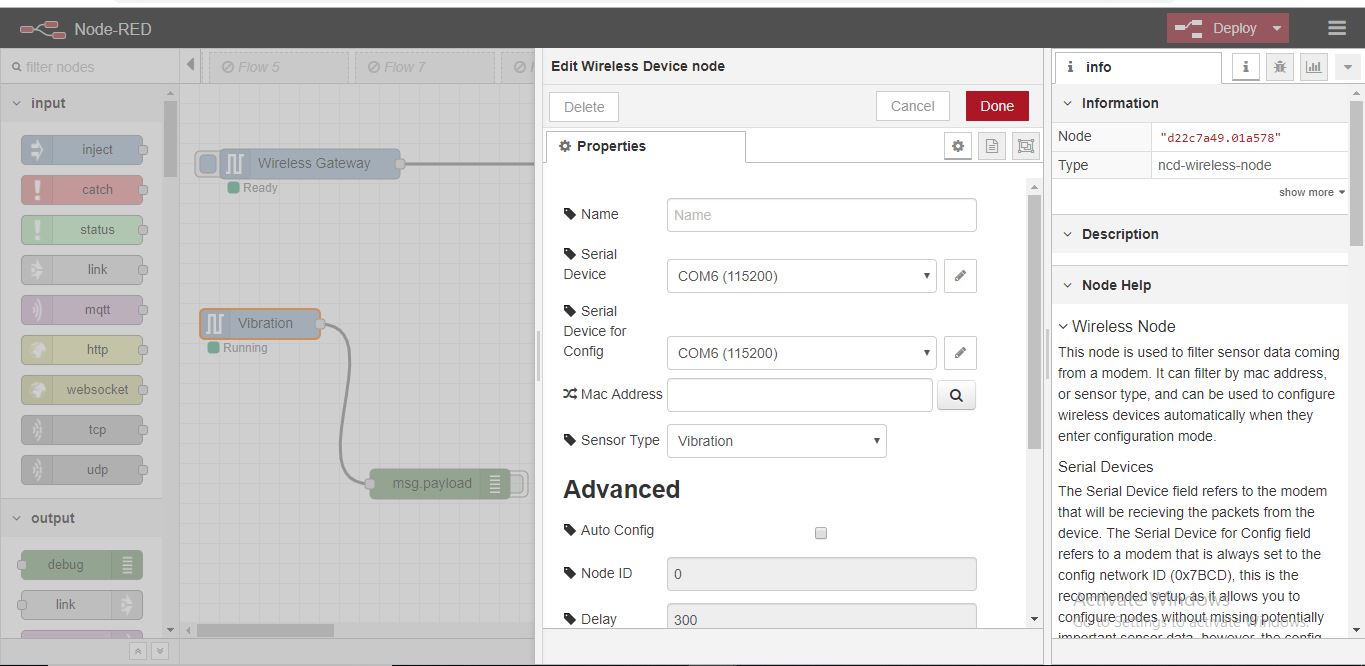 Node-RED
Deploy
filter nodes
input
inject
catch
status
link
mqtt
http
websocket
tcp
udp
output
debug
link
Flow 5
Flow 7
Wireless Gateway
Ready
Vibration
Running
msg.payload
Edit Wireless Device node
Delete
Cancel
Done
Properties
Name
Name
Serial
Device
COM6 (115200)
Serial
Device for
Config
COM6 (115200)
Mac Address
Sensor Type
Vibration
Advanced
Auto Config
Node ID
0
Delay
300
info
Information
Node
"d22c7a49.01a578"
Type
ncd-wireless-node
show more
Description
Node Help
Wireless Node
This node is used to filter sensor data coming
from a modem. It can filter by mac address,
or sensor type, and can be used to configure
wireless devices automatically when they
enter configuration mode.
Serial Devices
The Serial Device field refers to the modem
that will be recieving the packets from the
device. The Serial Device for Config field
refers to a modem that is always set to the
config network ID (0x7BCD), this is the
recommended setup as it allows you to
configure nodes without missing potentially
important sensor data, however, the config
Activate Windows
Go to Settings to activate Windows.